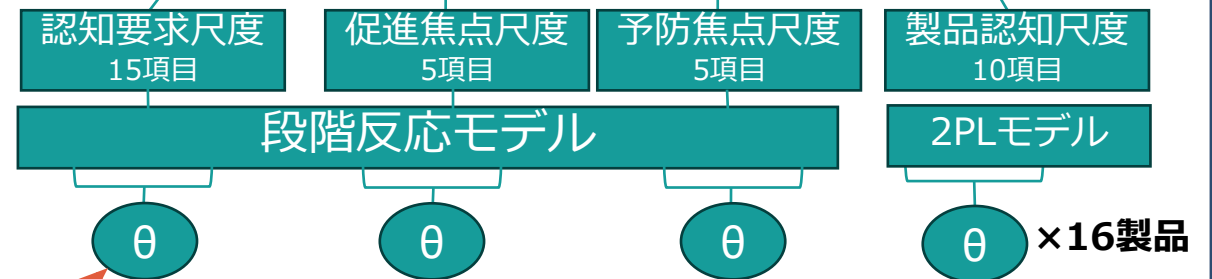 認知要求尺度
15項目
促進焦点尺度
5項目
予防焦点尺度
5項目
製品認知尺度
10項目
段階反応モデル
2PLモデル
θ
θ
θ
θ
×16製品